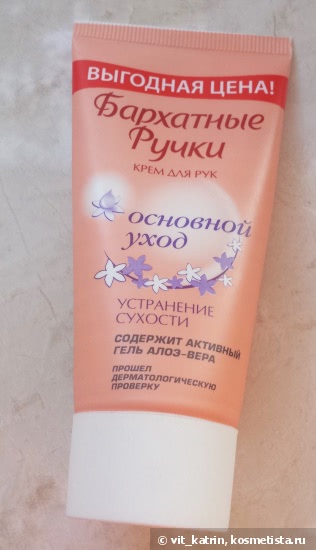 ВЫГОДНАЯ ЦЕНА!
Бархатные
Ручки
КРЕМ ДЛЯ РУК
основной
уход
УСТРАНЕНИЕ
СУХОСТИ
СОДЕРЖИТ АКТИВНЫЙ
ГЕЛЬ АЛОЭ-ВЕРА
ПРОШЕЛ
ДЕРМАТОЛОГИЧЕСКУЮ
ПРОВЕРКУ
© vit_katrin, kosmetista.ru